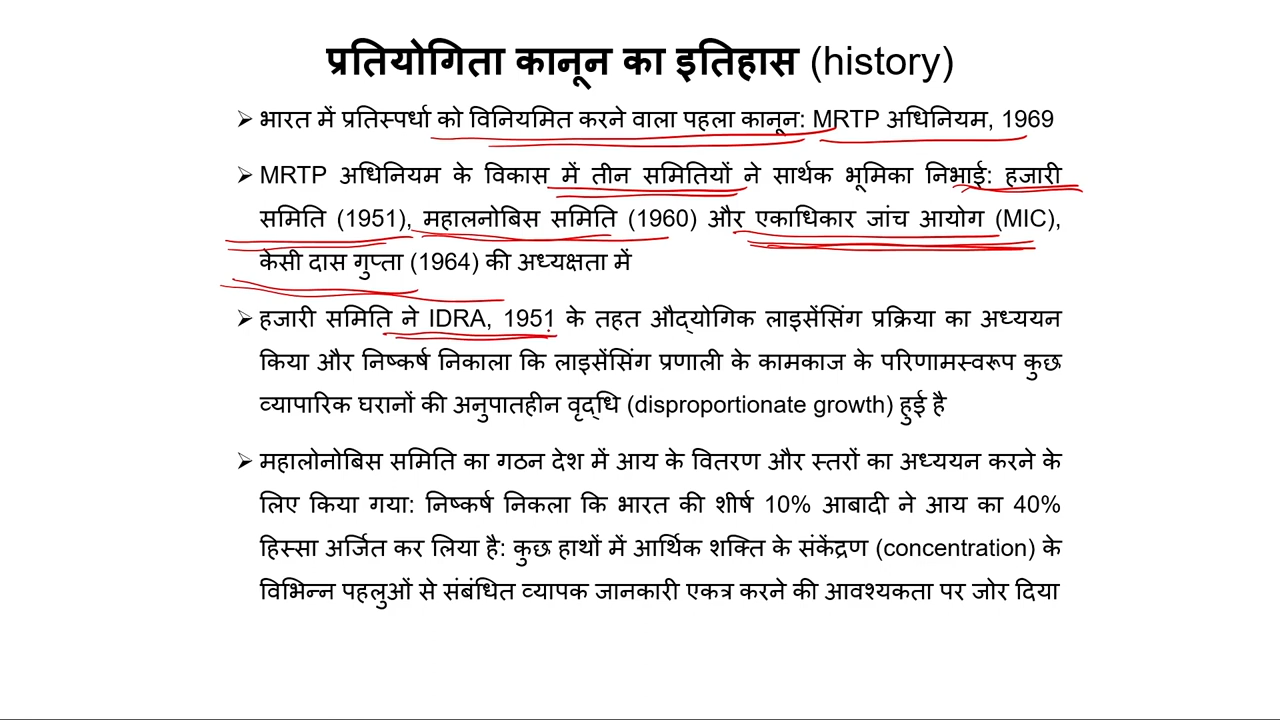 प्रतियोगिता कानून का इतिहास (history)
➢ भारत में प्रतिस्पर्धा को विनियमित करने वाला पहला कानून: MRTP अधिनियम, 1969
➢ MRTP अधिनियम के विकास में तीन समितियों ने सार्थक भूमिका निभाई: हजारी
समिति (1951), महालनोबिस समिति (1960) और एकाधिकार जांच आयोग (MIC),
केसी दास गुप्ता (1964) की अध्यक्षता में
➢ हजारी समिति ने IDRA, 1951 के तहत औद्योगिक लाइसेंसिंग प्रक्रिया का अध्ययन
किया और निष्कर्ष निकाला कि लाइसेंसिंग प्रणाली के कामकाज के परिणामस्वरूप कुछ
व्यापारिक घरानों की अनुपातहीन वृद्धि (disproportionate growth) हुई है
➢ महालोनोबिस समिति का गठन देश में आय के वितरण और स्तरों का अध्ययन करने के
लिए किया गया: निष्कर्ष निकला कि भारत की शीर्ष 10% आबादी ने आय का 40%
हिस्सा अर्जित कर लिया है: कुछ हाथों में आर्थिक शक्ति के संकेंद्रण (concentration) के
विभिन्न पहलुओं से संबंधित व्यापक जानकारी एकत्र करने की आवश्यकता पर जोर दिया